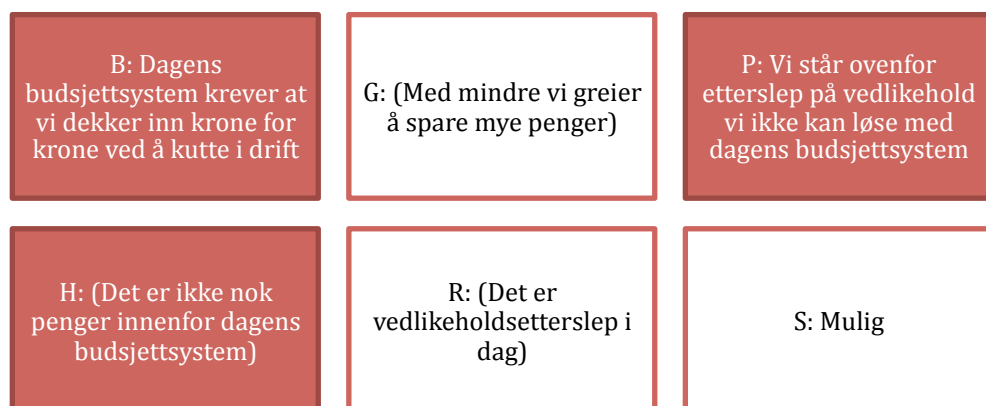 B: Dagens
budsjettsystem krever at
vi dekker inn krone for
krone ved å kutte i drift
G: (Med mindre vi greier
å spare mye penger)
P: Vi står ovenfor
etterslep på vedlikehold
vi ikke kan løse med
dagens budsjettsystem
H: (Det er ikke nok
penger innenfor dagens
budsjettsystem)
R: (Det er
vedlikeholdsetterslep i
dag)
S: Mulig